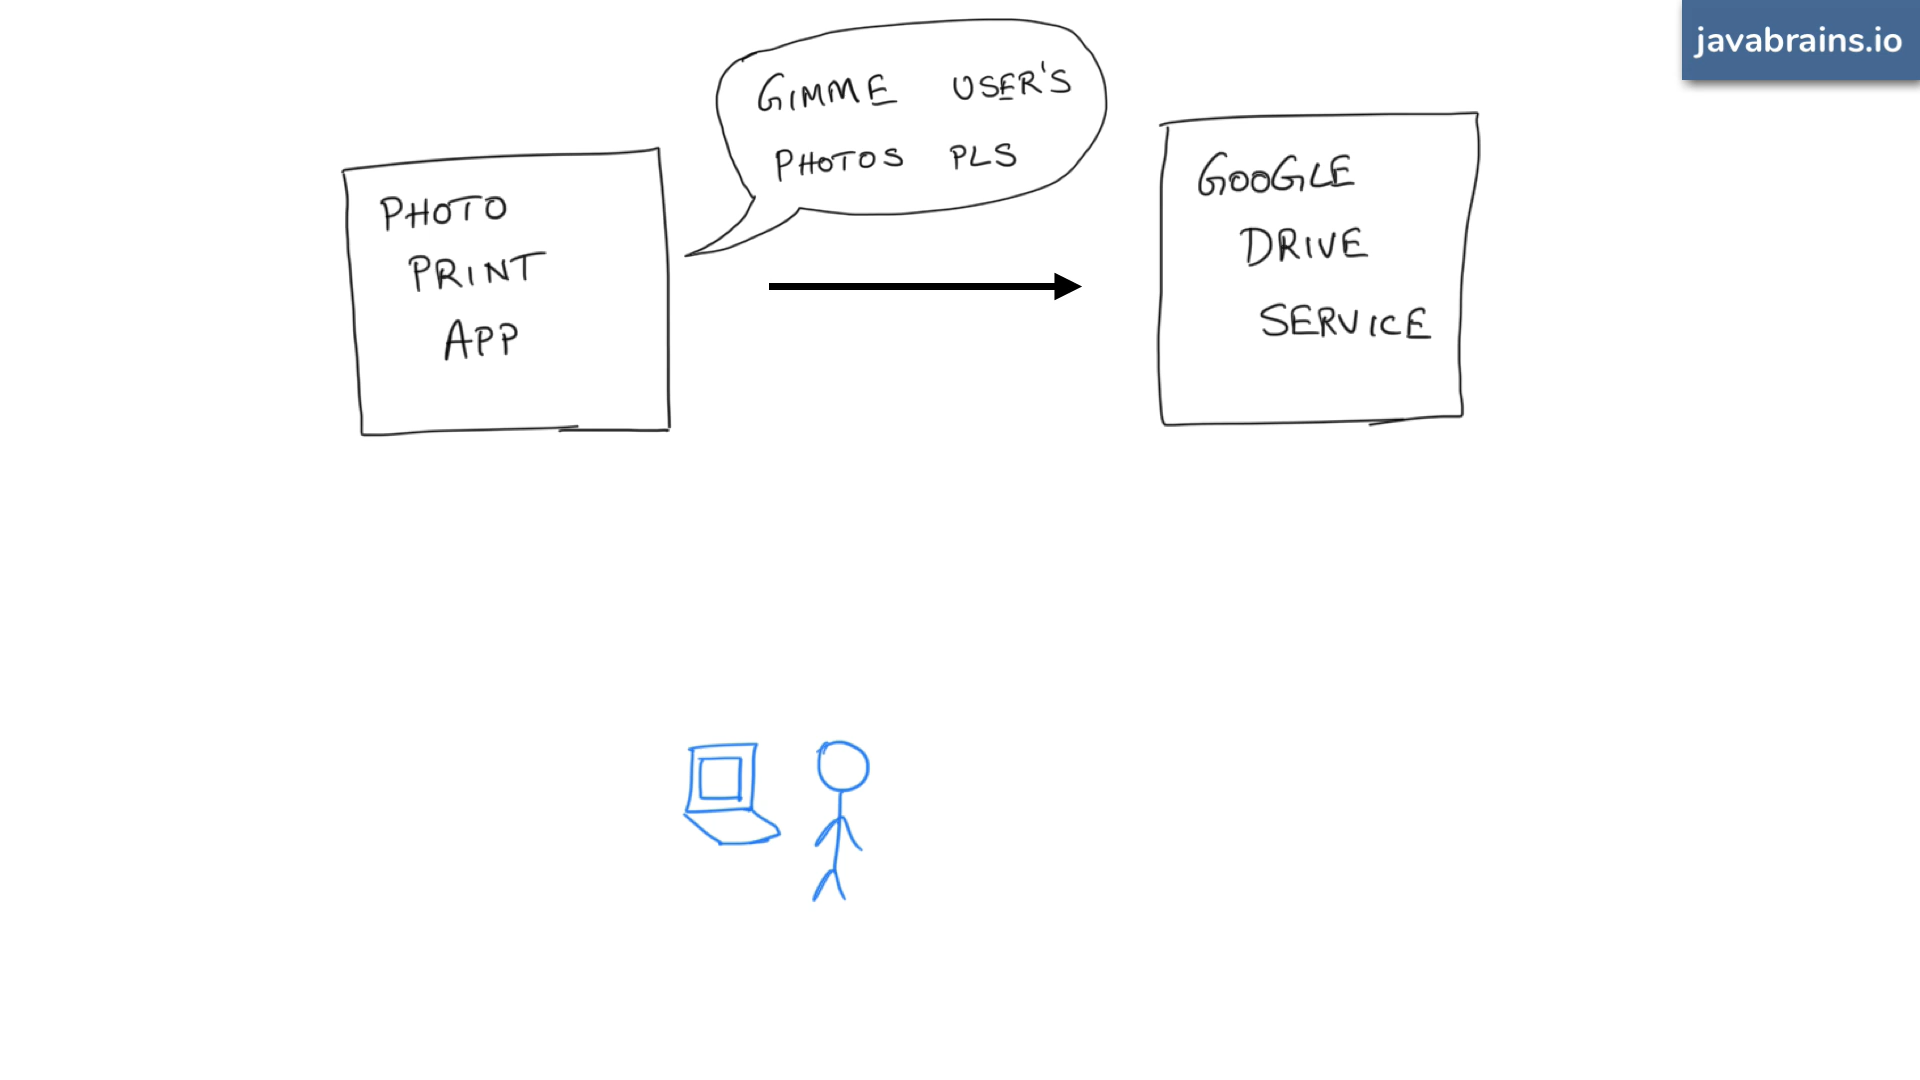 javabrains.io
GIMME USER'S
PHOTOS PLS
PHOTO
PRINT
APP
GOOGLE
DRIVE
SERVICE